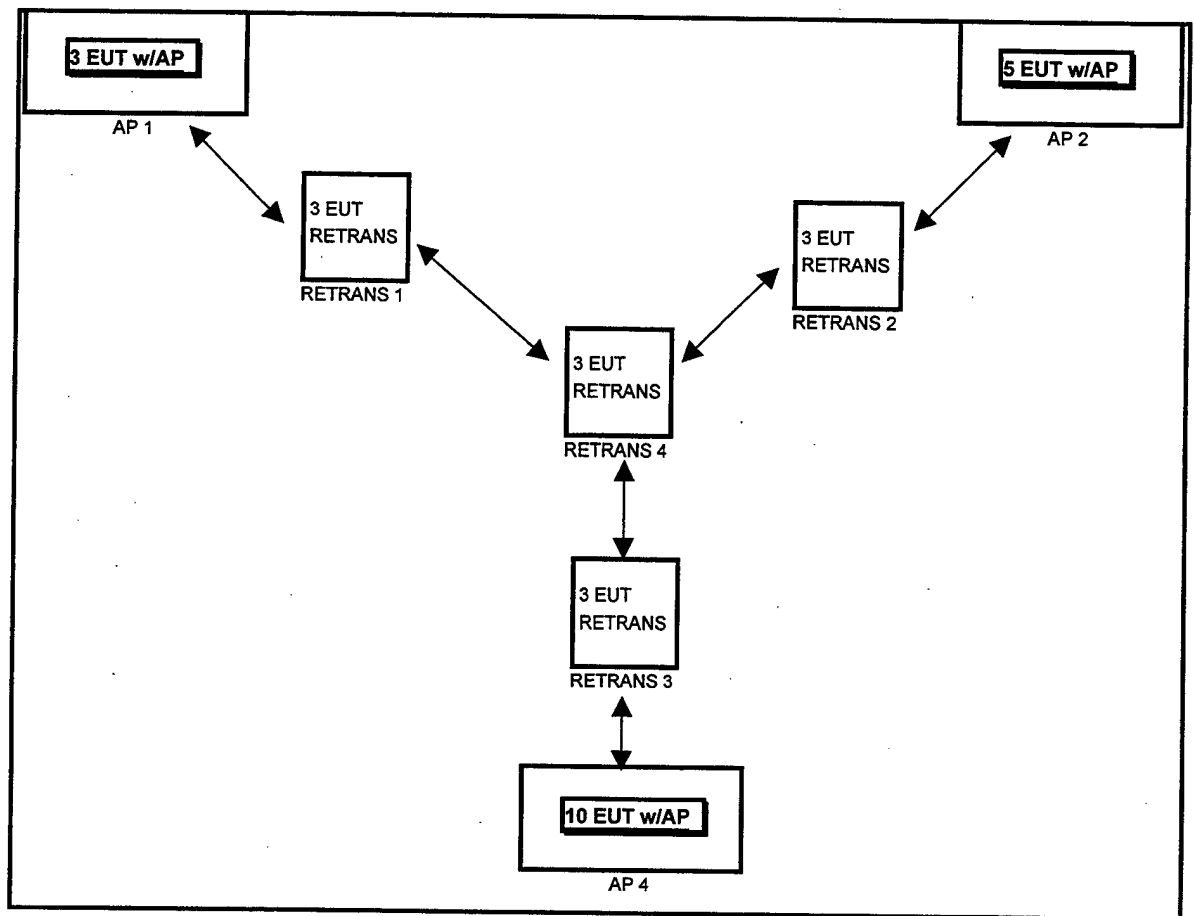 3 EUT w/AP
AP 1
5 EUT w/AP
AP 2
3 EUT
RETRANS
RETRANS 1
3 EUT
RETRANS
RETRANS 2
3 EUT
RETRANS
RETRANS 4
3 EUT
RETRANS
RETRANS 3
10 EUT w/AP
AP 4